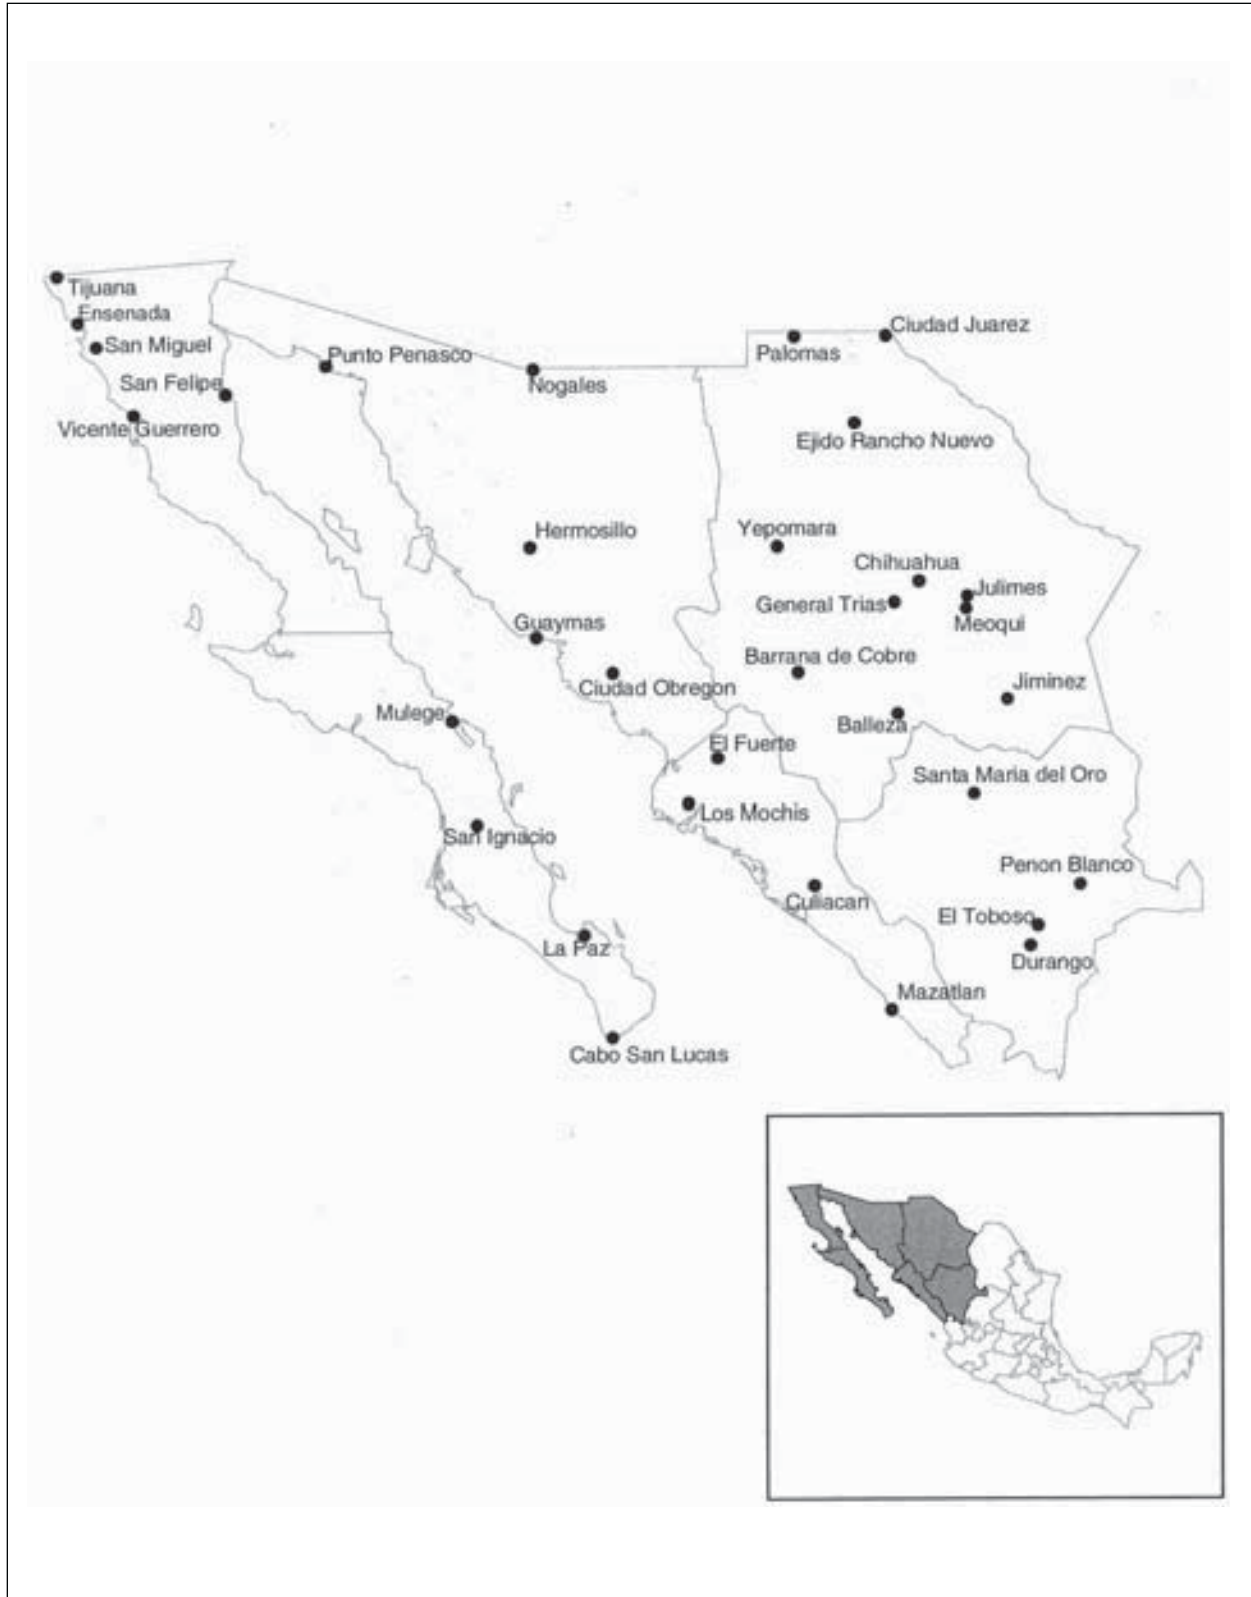 Tijuana
Ensenada
San Miguel
San Felipe
Vicente Guerrero
Punto Penasco
Nogales
Palomas
Ciudad Juarez
Ejido Rancho Nuevo
Hermosillo
Yepomara
Chihuahua
Julimes
General Trias
Meoqui
Guaymas
Barrana de Cobre
Ciudad Obregon
Jiminez
Mulege
Balleza
El Fuerte
Santa Maria del Oro
Los Mochis
San Ignacio
Penon Blanco
Culiacan
El Toboso
La Paz
Durango
Mazatlan
Cabo San Lucas